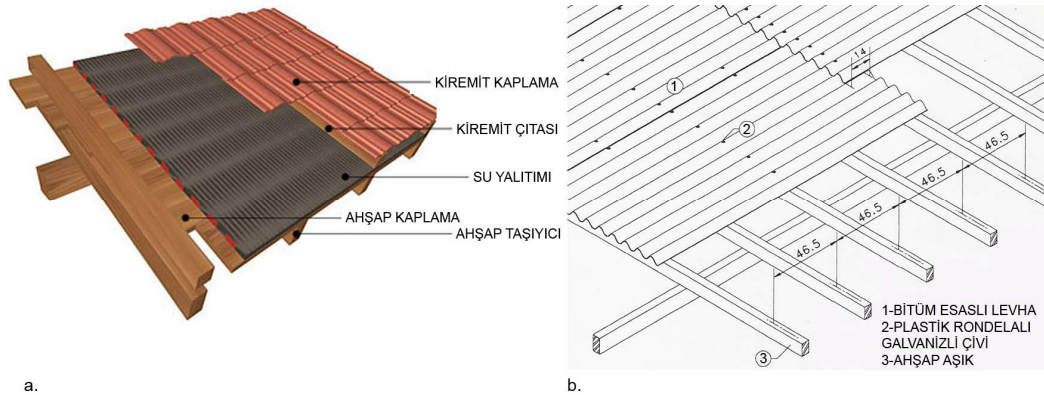 KİREMİT KAPLAMA
KİREMİT ÇITASI
SU YALITIMI
AHŞAP KAPLAMA
AHŞAP TAŞIYICI
a.
14
1
2
46.5
46.5
46.5
46.5
3
1-BİTÜM ESASLI LEVHA
2-PLASTİK RONDELALI
GALVANİZLİ ÇİVİ
3-AHŞAP AŞIK
b.